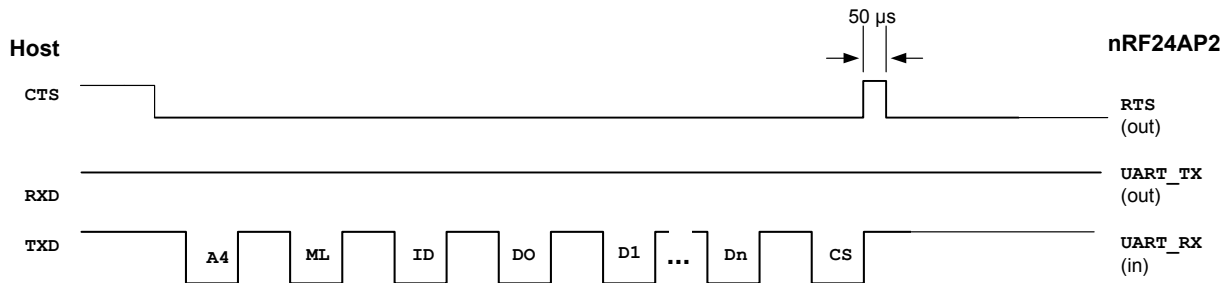 50 µs
Host
nRF24AP2
CTS
RTS
(out)
RXD
UART_TX
(out)
TXD
A4 ML ID DO D1 ... Dn CS
UART_RX
(in)